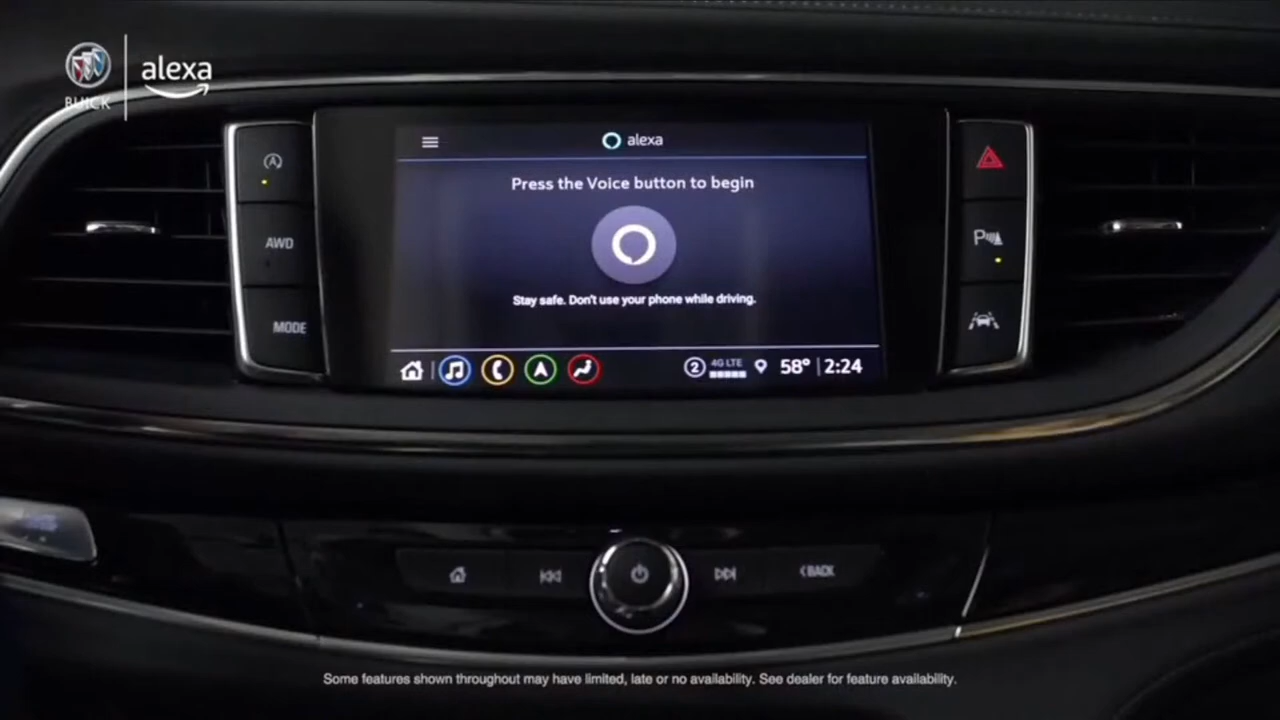 BUICK
alexa
alexa
Press the Voice button to begin
Stay safe. Don't use your phone while driving.
2
4G LTE
58° 2:24
A
AWD
MODE
P
BACK
Some features shown throughout may have limited, late or no availability. See dealer for feature availability.